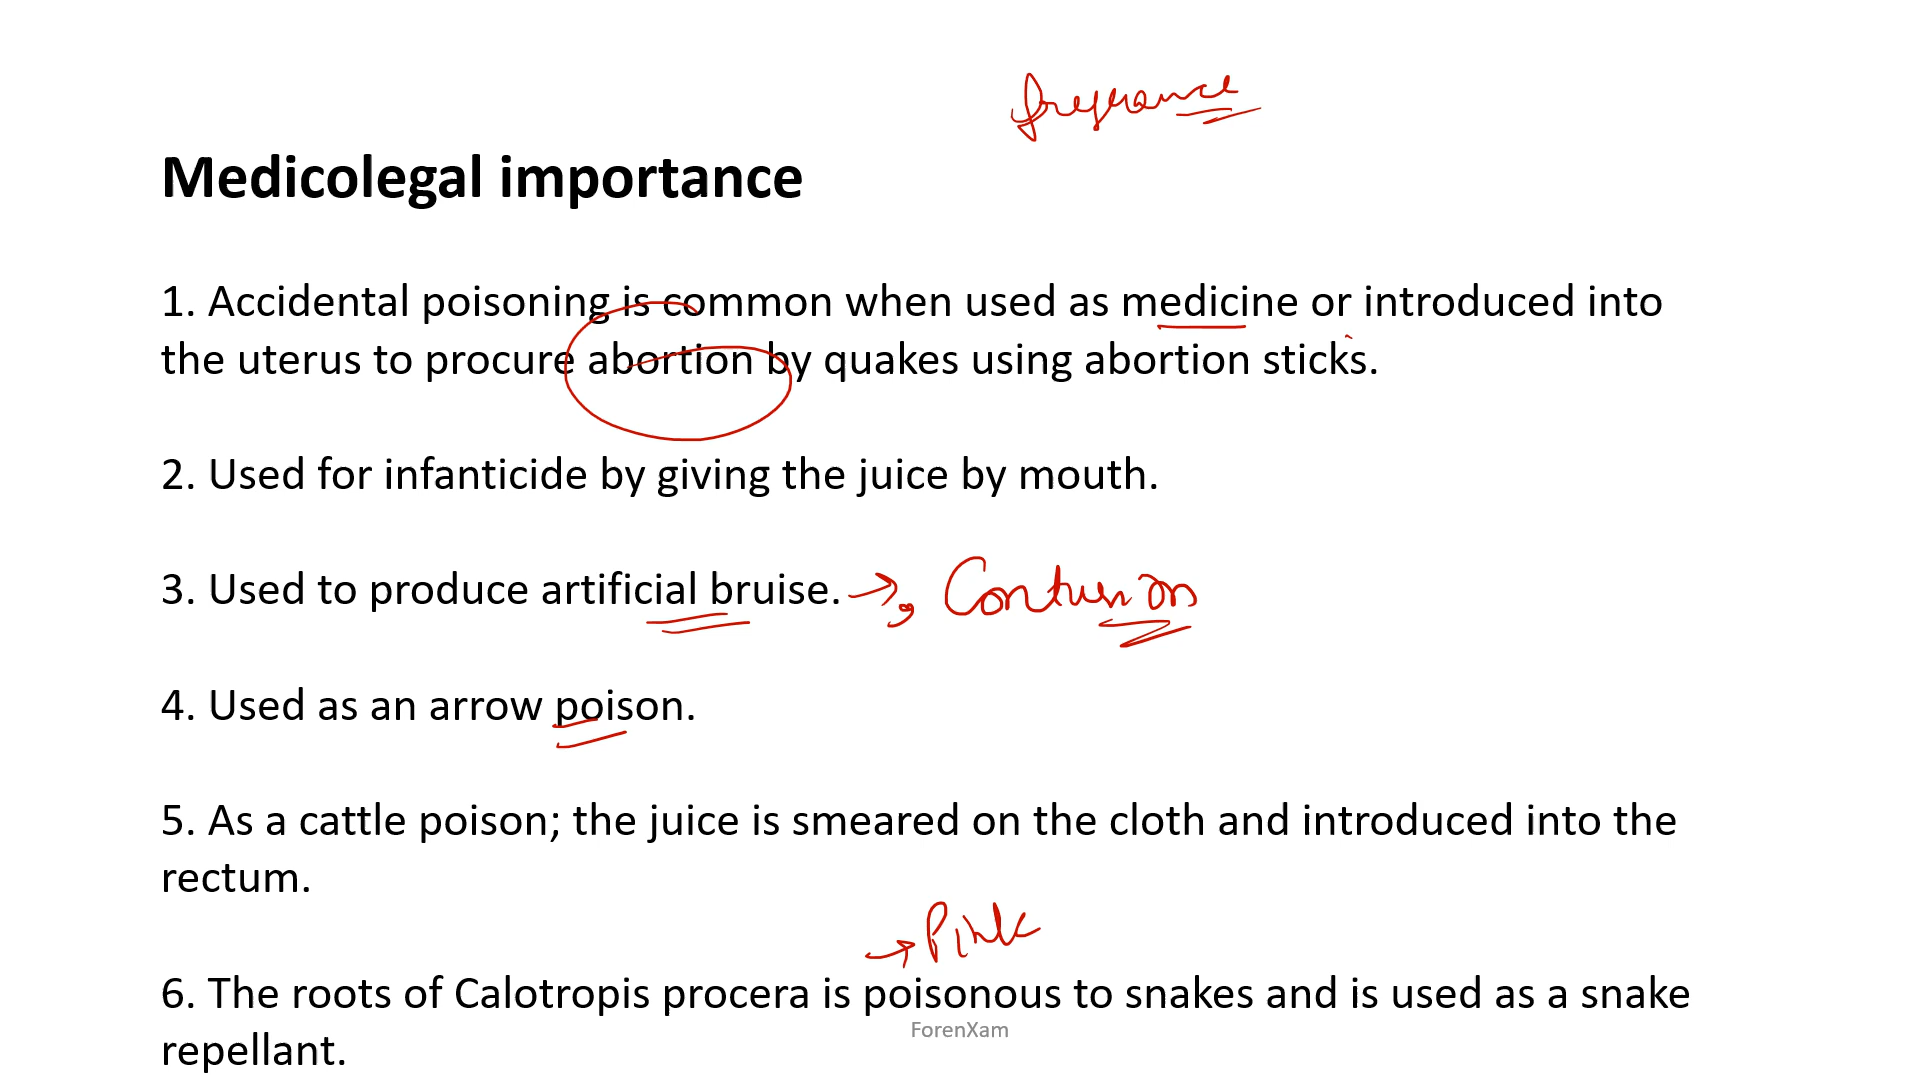 fregrance
Medicolegal importance
1. Accidental poisoning is common when used as medicine or introduced into
the uterus to procure abortion by quakes using abortion sticks.
2. Used for infanticide by giving the juice by mouth.
3. Used to produce artificial bruise. → Contusion
4. Used as an arrow poison.
5. As a cattle poison; the juice is smeared on the cloth and introduced into the
rectum.
→ Pink
6. The roots of Calotropis procera is poisonous to snakes and is used as a snake
repellant.
ForenXam